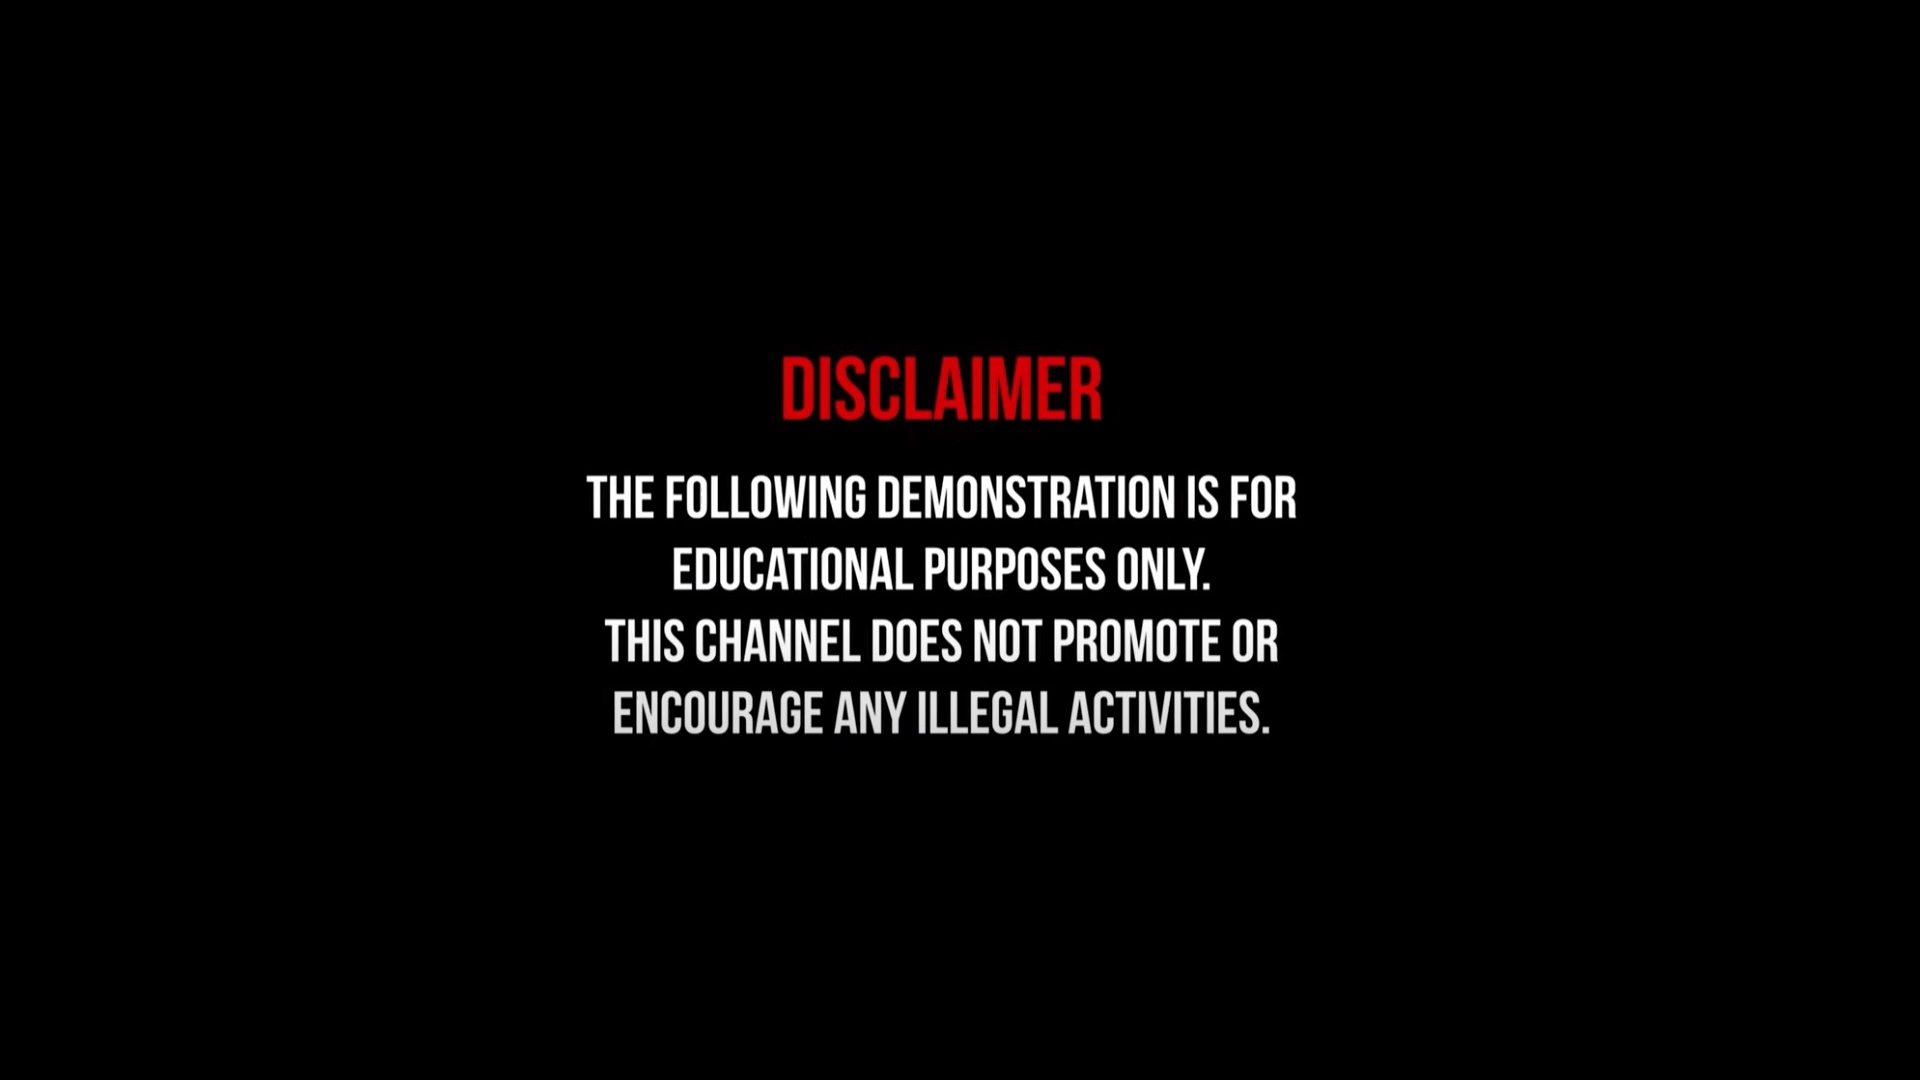 DISCLAIMER
THE FOLLOWING DEMONSTRATION IS FOR
EDUCATIONAL PURPOSES ONLY.
THIS CHANNEL DOES NOT PROMOTE OR
ENCOURAGE ANY ILLEGAL ACTIVITIES.